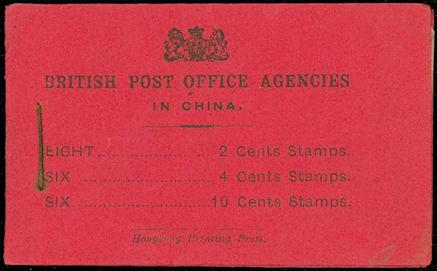 BRITISH POST OFFICE AGENCIES
IN CHINA.
EIGHT.................... 2 Cents Stamps.
SIX ...................... 4 Cents Stamps.
SIX ...................... 10 Cents Stamps.
Hongkong Printing Press.